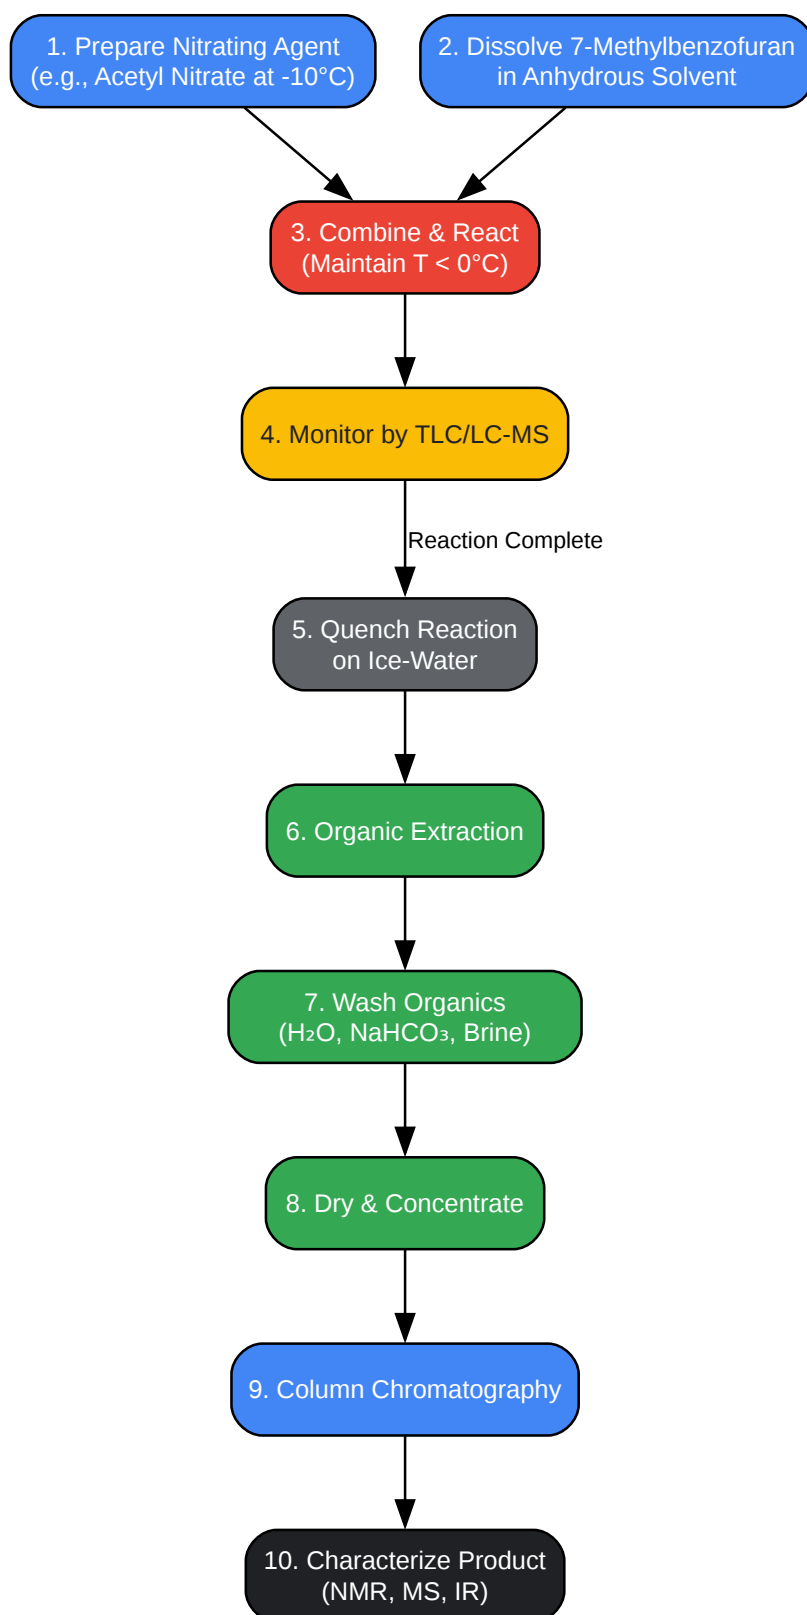 1. Prepare Nitrating Agent
(e.g., Acetyl Nitrate at -10°C)
2. Dissolve 7-Methylbenzofuran
in Anhydrous Solvent
3. Combine & React
(Maintain T < 0°C)
4. Monitor by TLC/LC-MS
Reaction Complete
5. Quench Reaction
on Ice-Water
6. Organic Extraction
7. Wash Organics
(H₂O, NaHCO₃, Brine)
8. Dry & Concentrate
9. Column Chromatography
10. Characterize Product
(NMR, MS, IR)